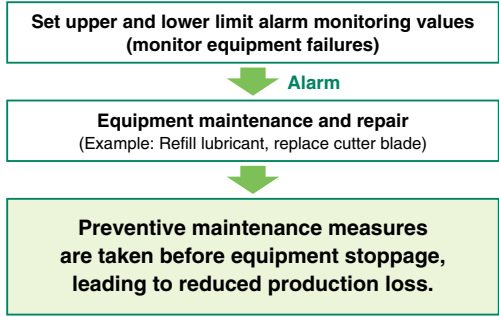 Set upper and lower limit alarm monitoring values
(monitor equipment failures)
Alarm
Equipment maintenance and repair
(Example: Refill lubricant, replace cutter blade)
Preventive maintenance measures
are taken before equipment stoppage,
leading to reduced production loss.